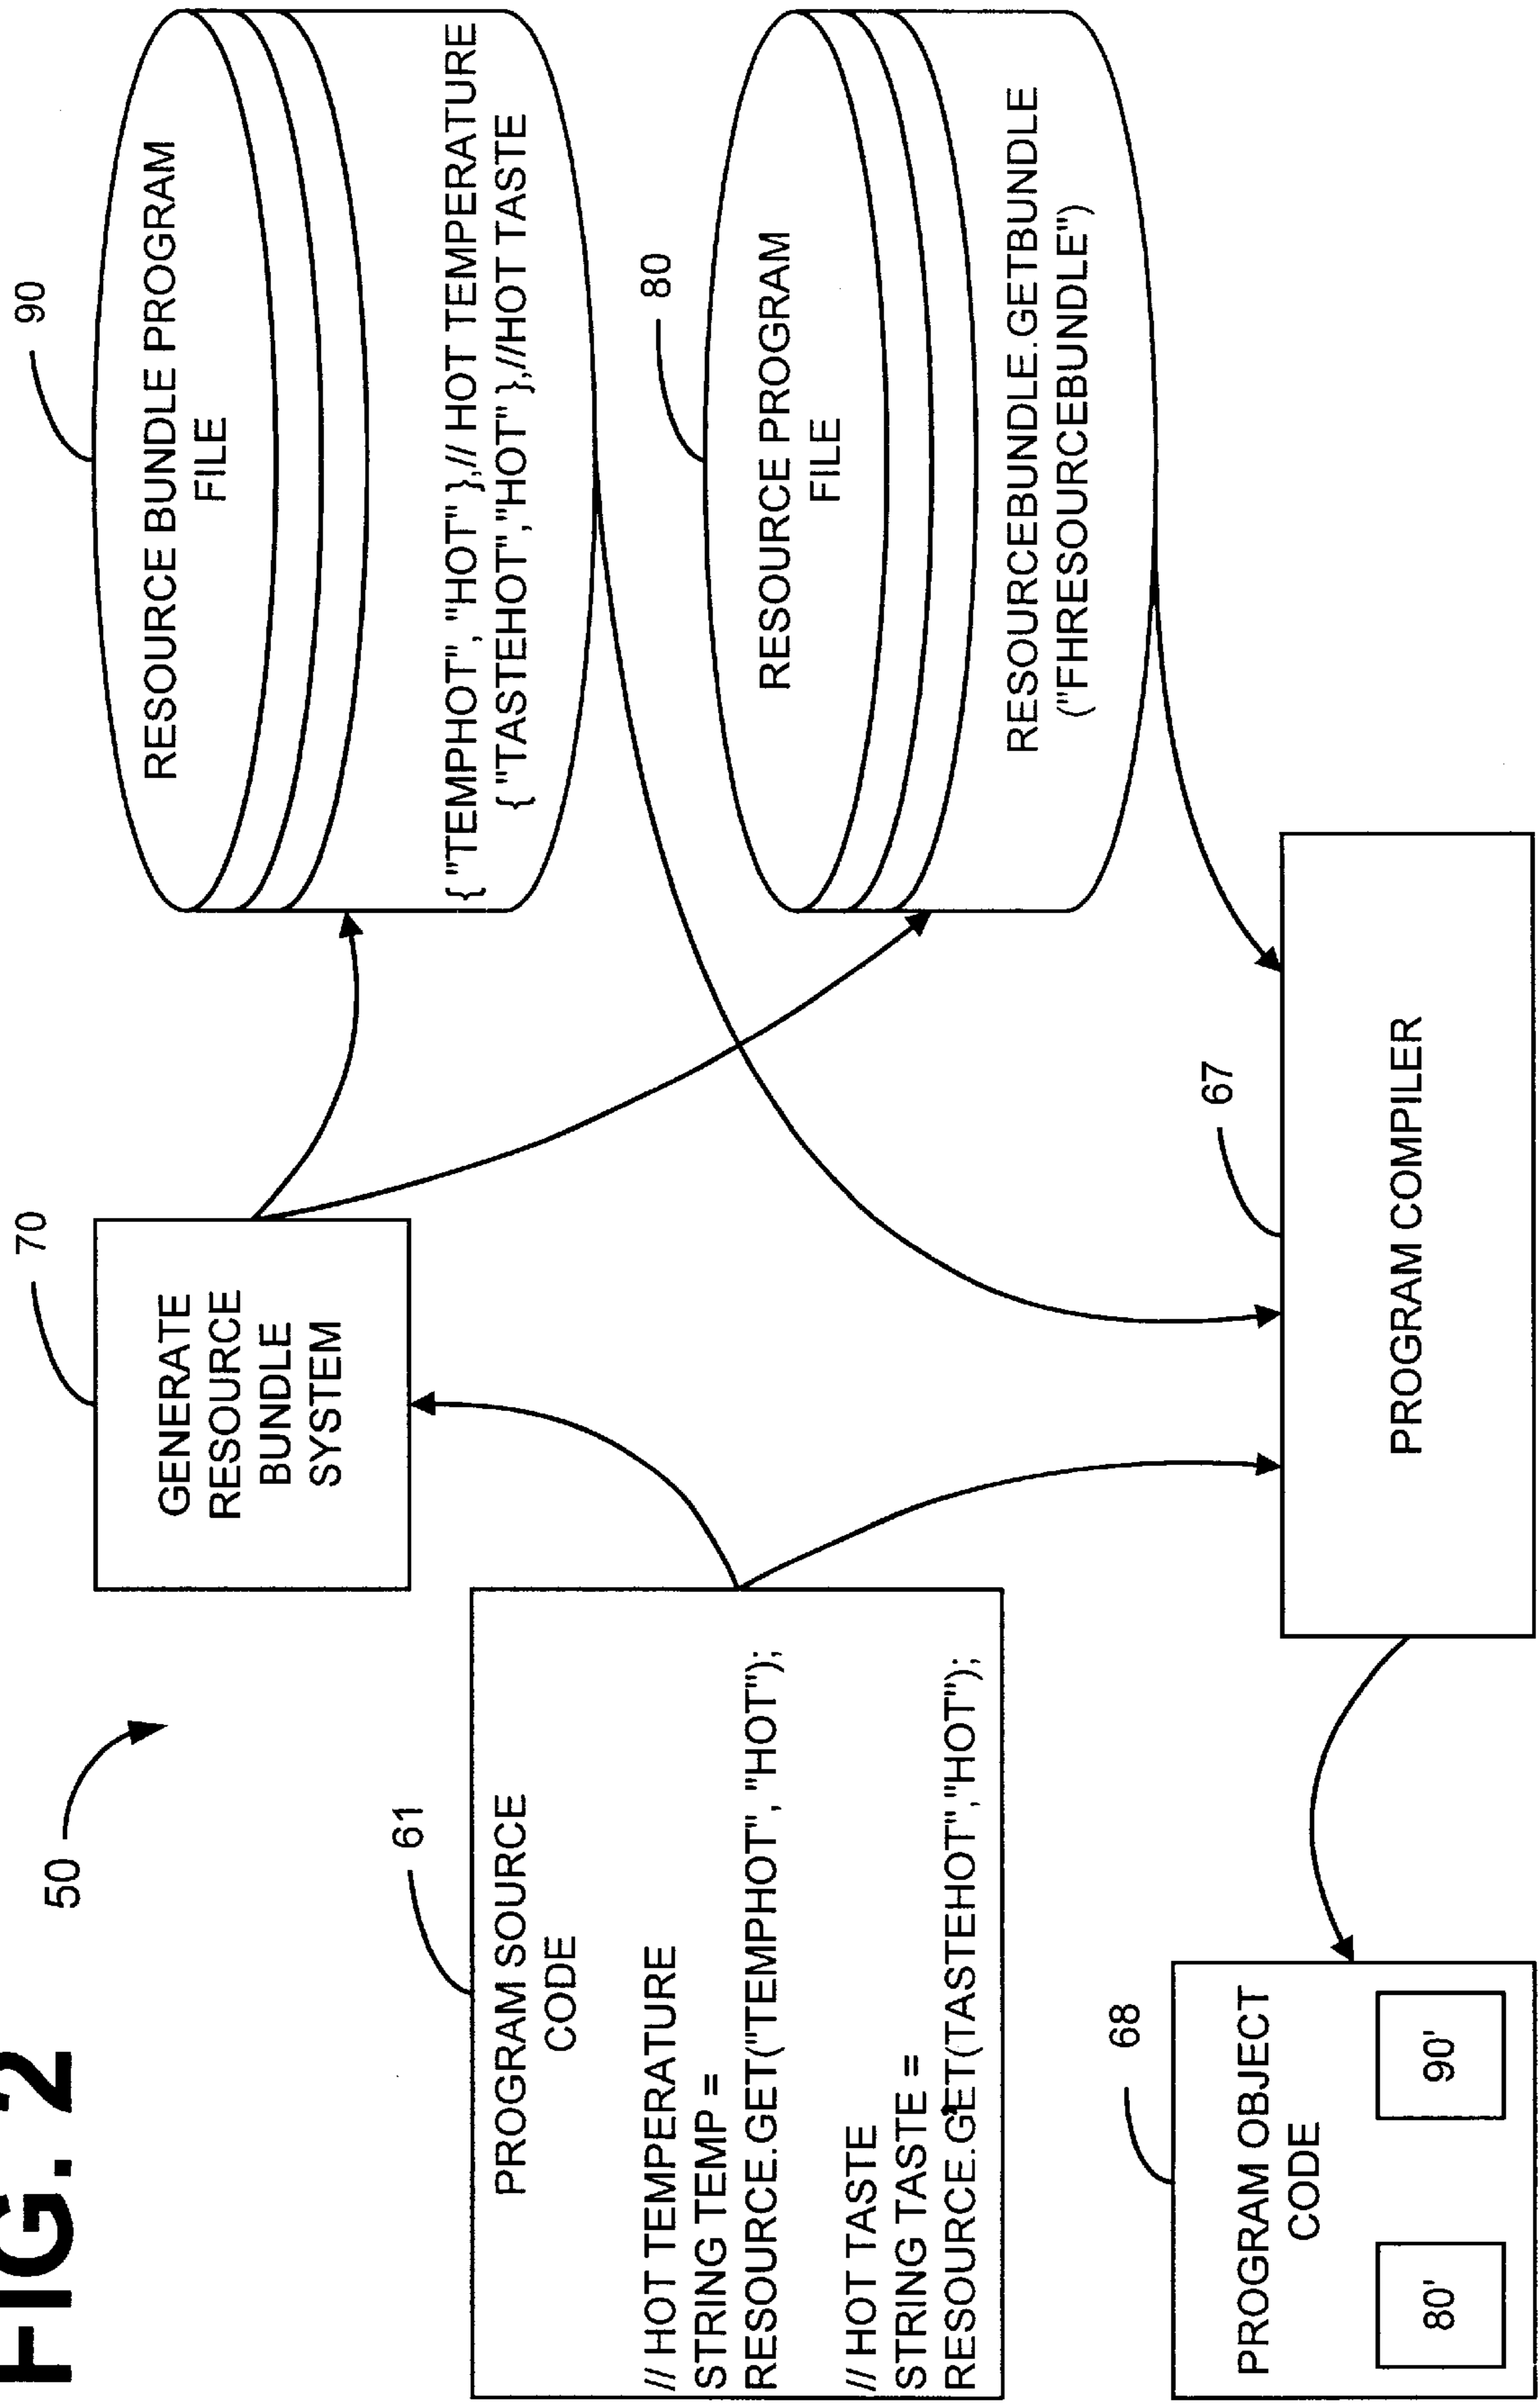 FIG. 2
50
61
PROGRAM SOURCE
CODE
// HOT TEMPERATURE
STRING TEMP =
RESOURCE.GET("TEMPHOT", "HOT");
// HOT TASTE
STRING TASTE =
RESOURCE.GET(TASTEHOT","HOT");
70
GENERATE
RESOURCE
BUNDLE
SYSTEM
90
RESOURCE BUNDLE PROGRAM
FILE
{ "TEMPHOT", "HOT" },// HOT TEMPERATURE
{ "TASTEHOT","HOT" },//HOT TASTE
80
RESOURCE PROGRAM
FILE
RESOURCEBUNDLE.GETBUNDLE
("FHRESOURCEBUNDLE")
67
PROGRAM COMPILER
68
PROGRAM OBJECT
CODE
80'
90'